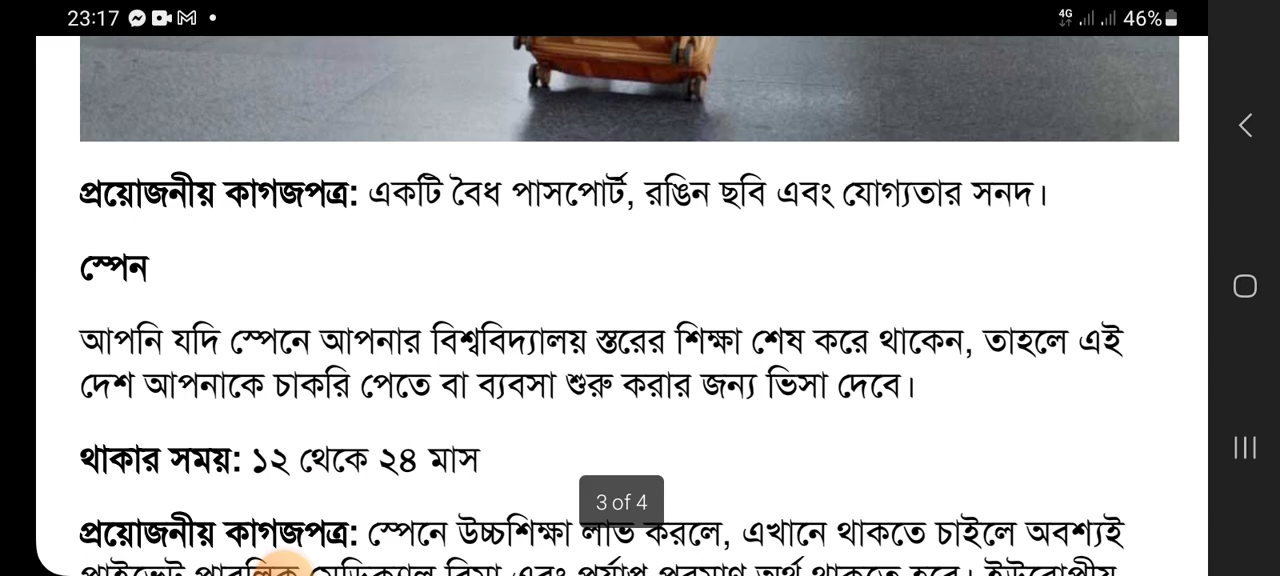 23:17
4G 46%
প্রয়োজনীয় কাগজপত্র: একটি বৈধ পাসপোর্ট, রঙিন ছবি এবং যোগ্যতার সনদ।
স্পেন
আপনি যদি স্পেনে আপনার বিশ্ববিদ্যালয় স্তরের শিক্ষা শেষ করে থাকেন, তাহলে এই
দেশ আপনাকে চাকরি পেতে বা ব্যবসা শুরু করার জন্য ভিসা দেবে।
থাকার সময়: ১২ থেকে ২৪ মাস
3 of 4
প্রয়োজনীয় কাগজপত্র: স্পেনে উচ্চশিক্ষা লাভ করলে, এখানে থাকতে চাইলে অবশ্যই